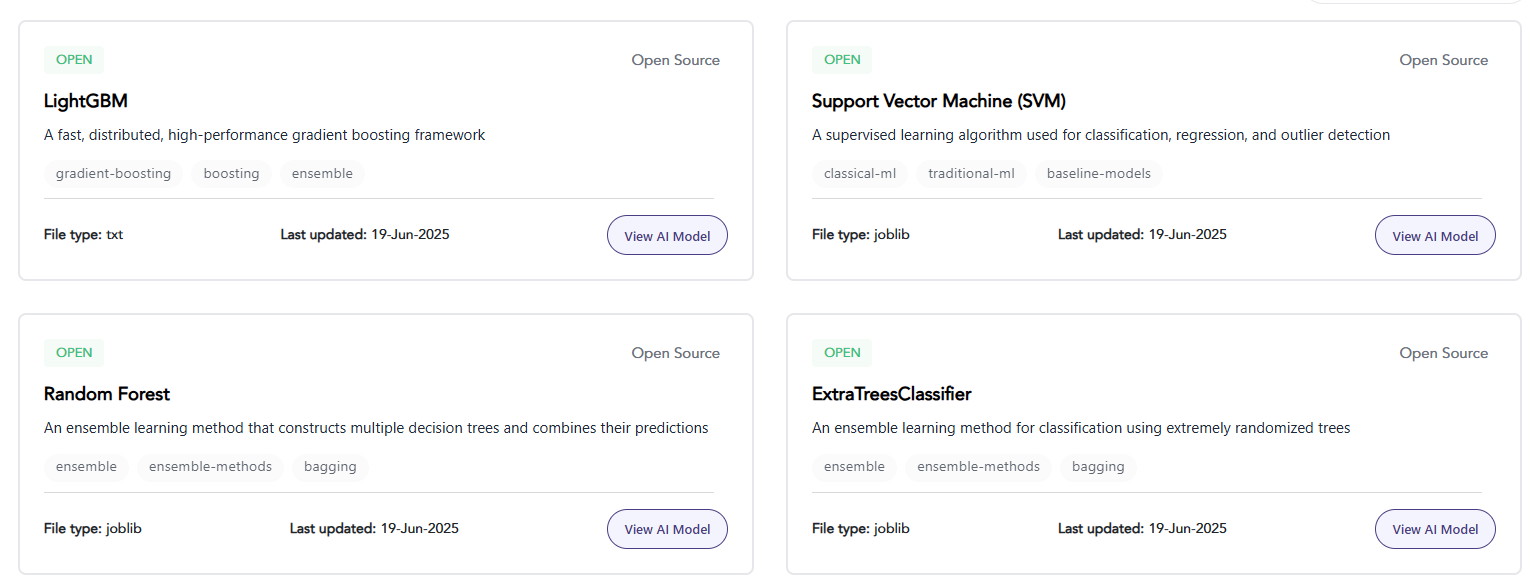 OPEN
Open Source
LightGBM
A fast, distributed, high-performance gradient boosting framework
gradient-boosting boosting ensemble
File type: txt Last updated: 19-Jun-2025 View AI Model
OPEN
Open Source
Support Vector Machine (SVM)
A supervised learning algorithm used for classification, regression, and outlier detection
classical-ml traditional-ml baseline-models
File type: joblib Last updated: 19-Jun-2025 View AI Model
OPEN
Open Source
Random Forest
An ensemble learning method that constructs multiple decision trees and combines their predictions
ensemble ensemble-methods bagging
File type: joblib Last updated: 19-Jun-2025 View AI Model
OPEN
Open Source
ExtraTreesClassifier
An ensemble learning method for classification using extremely randomized trees
ensemble ensemble-methods bagging
File type: joblib Last updated: 19-Jun-2025 View AI Model